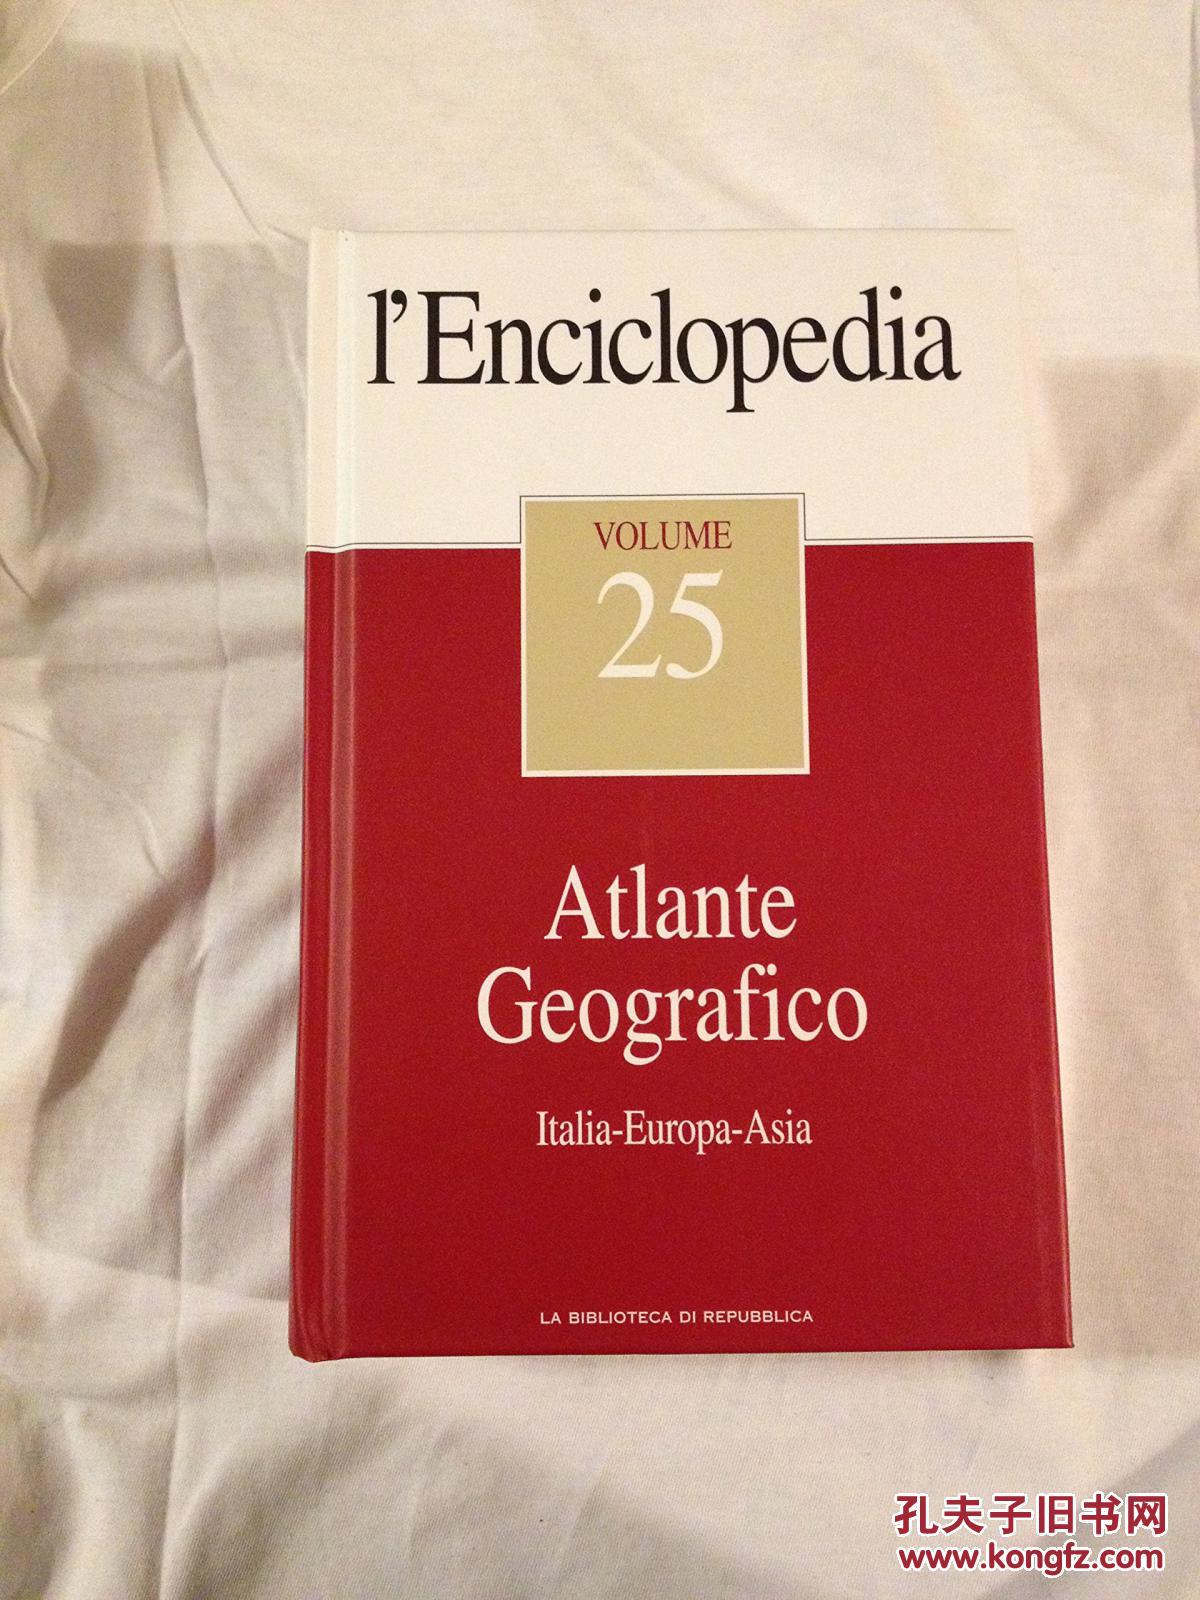 l'Enciclopedia
VOLUME
25
Atlante
Geografico
Italia-Europa-Asia
LA BIBLIOTECA DI REPUBBLICA
孔夫子旧书网
www.kongfz.com